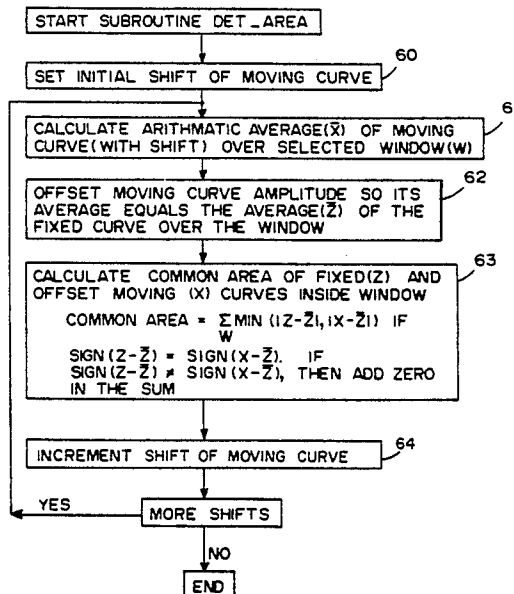 START SUBROUTINE DET_AREA
60
SET INITIAL SHIFT OF MOVING CURVE
6
CALCULATE ARITHMATIC AVERAGE(X̄) OF MOVING
CURVE(WITH SHIFT) OVER SELECTED WINDOW(W)
62
OFFSET MOVING CURVE AMPLITUDE SO ITS
AVERAGE EQUALS THE AVERAGE(Z̄) OF THE
FIXED CURVE OVER THE WINDOW
63
CALCULATE COMMON AREA OF FIXED(Z) AND
OFFSET MOVING (X) CURVES INSIDE WINDOW
COMMON AREA = Σ MIN (|Z-Z̄|, |X-Z̄|) IF
W
SIGN(Z-Z̄) = SIGN(X-Z̄). IF
SIGN(Z-Z̄) ≠ SIGN(X-Z̄), THEN ADD ZERO
IN THE SUM
64
INCREMENT SHIFT OF MOVING CURVE
YES
MORE SHIFTS
NO
END